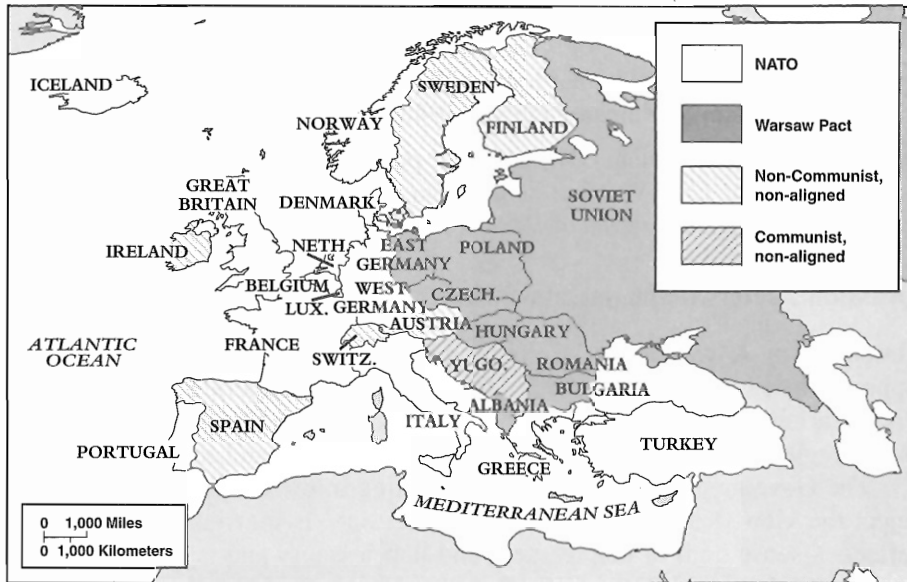 ICELAND
SWEDEN
NORWAY
FINLAND
GREAT
BRITAIN
DENMARK
SOVIET
UNION
IRELAND
NETH.
EAST
GERMANY
POLAND
BELGIUM
WEST
GERMANY
LUX.
CZECH.
AUSTRIA
HUNGARY
ATLANTIC
OCEAN
FRANCE
SWITZ.
YUGO.
ROMANIA
BULGARIA
ALBANIA
SPAIN
ITALY
PORTUGAL
GREECE
TURKEY
MEDITERRANEAN SEA
NATO
Warsaw Pact
Non-Communist,
non-aligned
Communist,
non-aligned
0 1,000 Miles
0 1,000 Kilometers